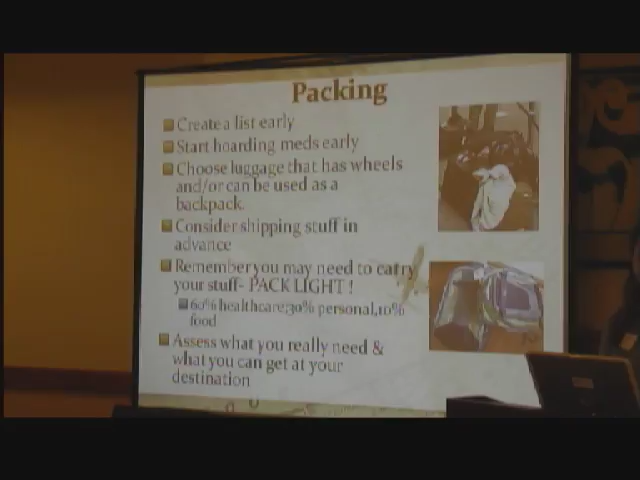 Packing
Create a list early
Start hoarding meds early
Choose luggage that has wheels
and/or can be used as a
backpack.
Consider shipping stuff in
advance
Remember you may need to carry
your stuff- PACK LIGHT !
60% healthcare,30% personal,10%
food
Assess what you really need &
what you can get at your
destination